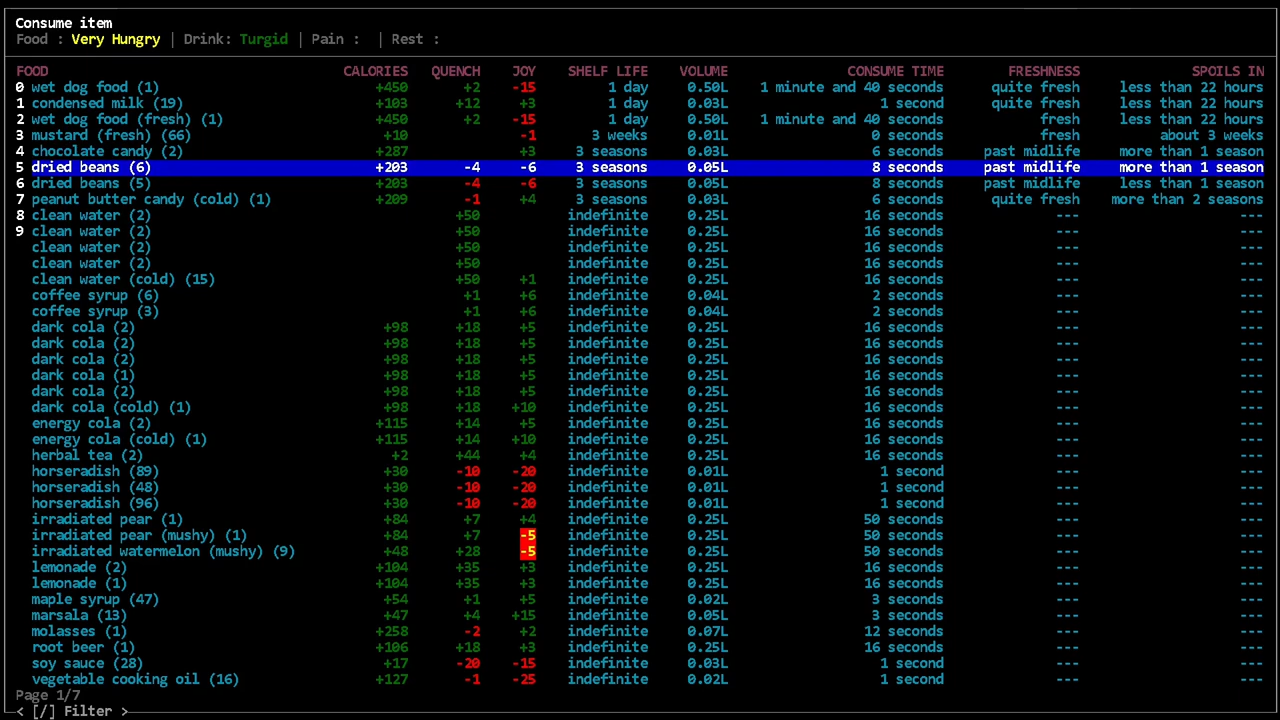 Consume item
Food : Very Hungry | Drink: Turgid | Pain :  | Rest :
FOOD CALORIES QUENCH JOY SHELF LIFE VOLUME CONSUME TIME FRESHNESS SPOILS IN
0 wet dog food (1) +450 +2 -15 1 day 0.50L 1 minute and 40 seconds quite fresh less than 22 hours
1 condensed milk (19) +103 +12 +3 1 day 0.03L 1 second quite fresh less than 22 hours
2 wet dog food (fresh) (1) +450 +2 -15 1 day 0.50L 1 minute and 40 seconds fresh less than 22 hours
3 mustard (fresh) (66) +10 -1 3 weeks 0.01L 0 seconds fresh about 3 weeks
4 chocolate candy (2) +287 +3 3 seasons 0.03L 6 seconds past midlife more than 1 season
5 dried beans (6) +203 -4 -6 3 seasons 0.05L 8 seconds past midlife more than 1 season
6 dried beans (5) +203 -4 -6 3 seasons 0.05L 8 seconds past midlife less than 1 season
7 peanut butter candy (cold) (1) +209 -1 +4 3 seasons 0.03L 6 seconds quite fresh more than 2 seasons
8 clean water (2) +50 indefinite 0.25L 16 seconds --- ---
9 clean water (2) +50 indefinite 0.25L 16 seconds --- ---
clean water (2) +50 indefinite 0.25L 16 seconds --- ---
clean water (2) +50 indefinite 0.25L 16 seconds --- ---
clean water (cold) (15) +50 +1 indefinite 0.25L 16 seconds --- ---
coffee syrup (6) +1 +6 indefinite 0.04L 2 seconds --- ---
coffee syrup (3) +1 +6 indefinite 0.04L 2 seconds --- ---
dark cola (2) +98 +18 +5 indefinite 0.25L 16 seconds --- ---
dark cola (2) +98 +18 +5 indefinite 0.25L 16 seconds --- ---
dark cola (2) +98 +18 +5 indefinite 0.25L 16 seconds --- ---
dark cola (1) +98 +18 +5 indefinite 0.25L 16 seconds --- ---
dark cola (2) +98 +18 +5 indefinite 0.25L 16 seconds --- ---
dark cola (cold) (1) +98 +18 +10 indefinite 0.25L 16 seconds --- ---
energy cola (2) +115 +14 +5 indefinite 0.25L 16 seconds --- ---
energy cola (cold) (1) +115 +14 +10 indefinite 0.25L 16 seconds --- ---
herbal tea (2) +2 +44 +4 indefinite 0.25L 16 seconds --- ---
horseradish (89) +30 -10 -20 indefinite 0.01L 1 second --- ---
horseradish (48) +30 -10 -20 indefinite 0.01L 1 second --- ---
horseradish (96) +30 -10 -20 indefinite 0.01L 1 second --- ---
irradiated pear (1) +84 +7 +4 indefinite 0.25L 50 seconds --- ---
irradiated pear (mushy) (1) +84 +7 -5 indefinite 0.25L 50 seconds --- ---
irradiated watermelon (mushy) (9) +48 +28 -5 indefinite 0.25L 50 seconds --- ---
lemonade (2) +104 +35 +3 indefinite 0.25L 16 seconds --- ---
lemonade (1) +104 +35 +3 indefinite 0.25L 16 seconds --- ---
maple syrup (47) +54 +1 +5 indefinite 0.02L 3 seconds --- ---
marsala (13) +47 +4 +15 indefinite 0.05L 3 seconds --- ---
molasses (1) +258 -2 +2 indefinite 0.07L 12 seconds --- ---
root beer (1) +106 +18 +3 indefinite 0.25L 16 seconds --- ---
soy sauce (28) +17 -20 -15 indefinite 0.03L 1 second --- ---
vegetable cooking oil (16) +127 -1 -25 indefinite 0.02L 1 second --- ---
Page 1/7
< [/] Filter >